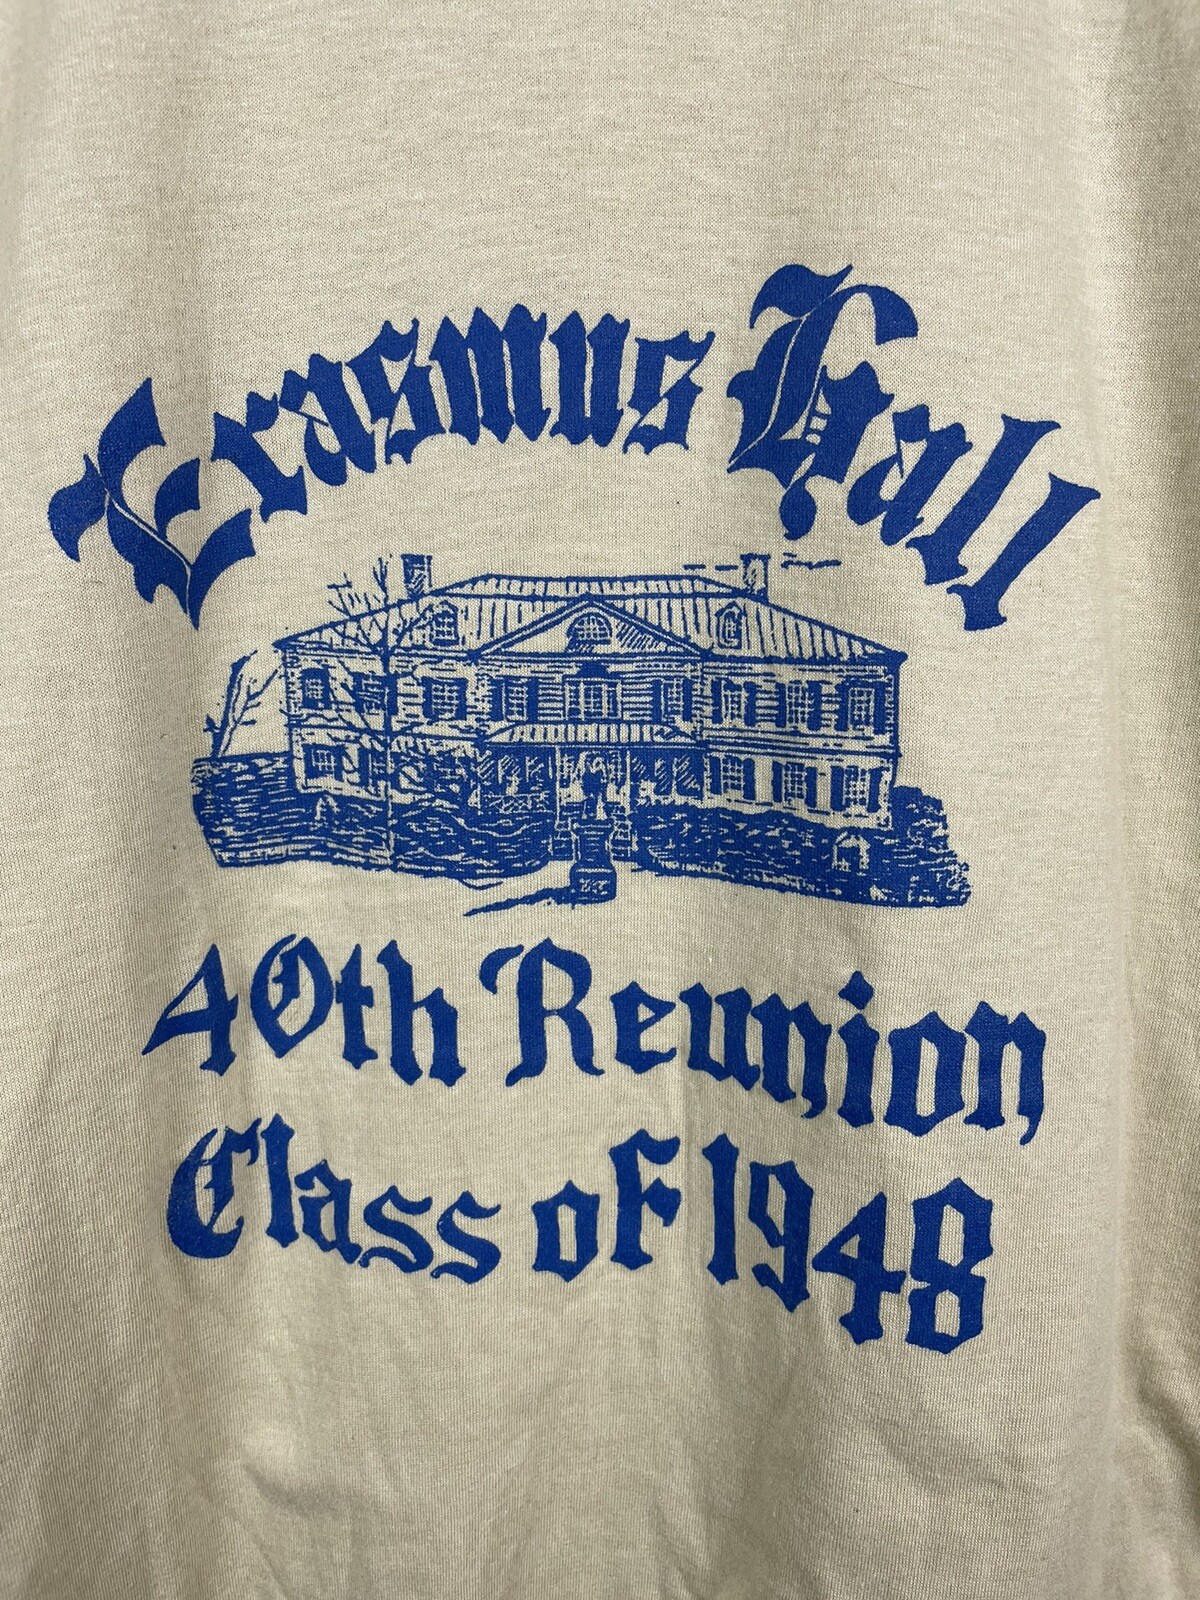 Erasmus Hall
40th Reunion
Class of 1948